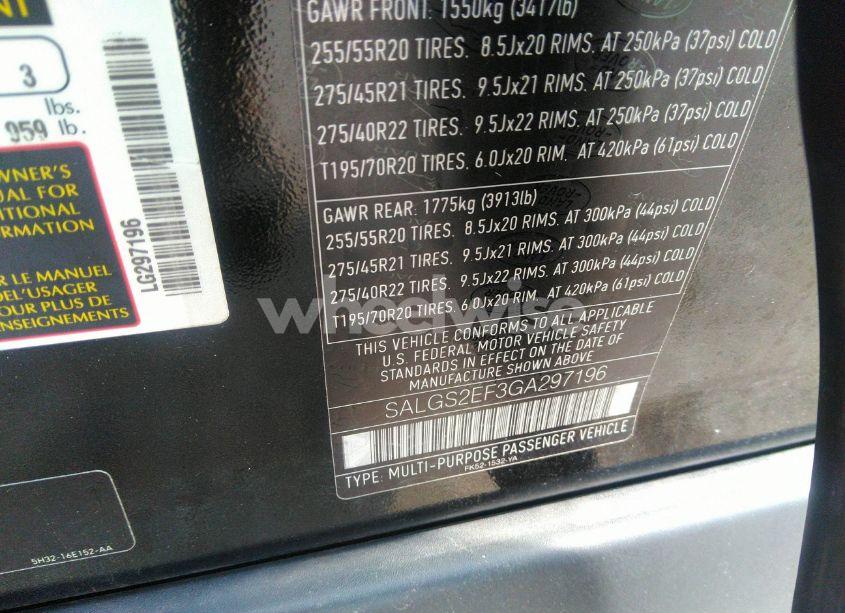 NT
3
lbs.
959 lb.
OWNER'S
UAL FOR
ITIONAL
ORMATION
R LE MANUEL
DEL'USAGER
OUR PLUS DE
ENSEIGNEMENTS
LG297196
GAWR FRONT: 1550kg (3417lb)
255/55R20 TIRES. 8.5Jx20 RIMS. AT 250kPa (37psi) COLD
275/45R21 TIRES. 9.5Jx21 RIMS. AT 250kPa (37psi) COLD
275/40R22 TIRES. 9.5Jx22 RIMS. AT 250kPa (37psi) COLD
T195/70R20 TIRES. 6.0Jx20 RIM. AT 420kPa (61psi) COLD
GAWR REAR: 1775kg (3913lb)
255/55R20 TIRES. 8.5Jx20 RIMS. AT 300kPa (44psi) COLD
275/45R21 TIRES. 9.5Jx21 RIMS. AT 300kPa (44psi) COLD
275/40R22 TIRES. 9.5Jx22 RIMS. AT 300kPa (44psi) COLD
T195/70R20 TIRES. 6.0Jx20 RIM. AT 420kPa (61psi) COLD
THIS VEHICLE CONFORMS TO ALL APPLICABLE
U.S. FEDERAL MOTOR VEHICLE SAFETY
STANDARDS IN EFFECT ON THE DATE OF
MANUFACTURE SHOWN ABOVE
SALGS2EF3GA297196
TYPE: MULTI-PURPOSE PASSENGER VEHICLE
FK52-1532-YA
5H32-16E152-AA
wheelwise